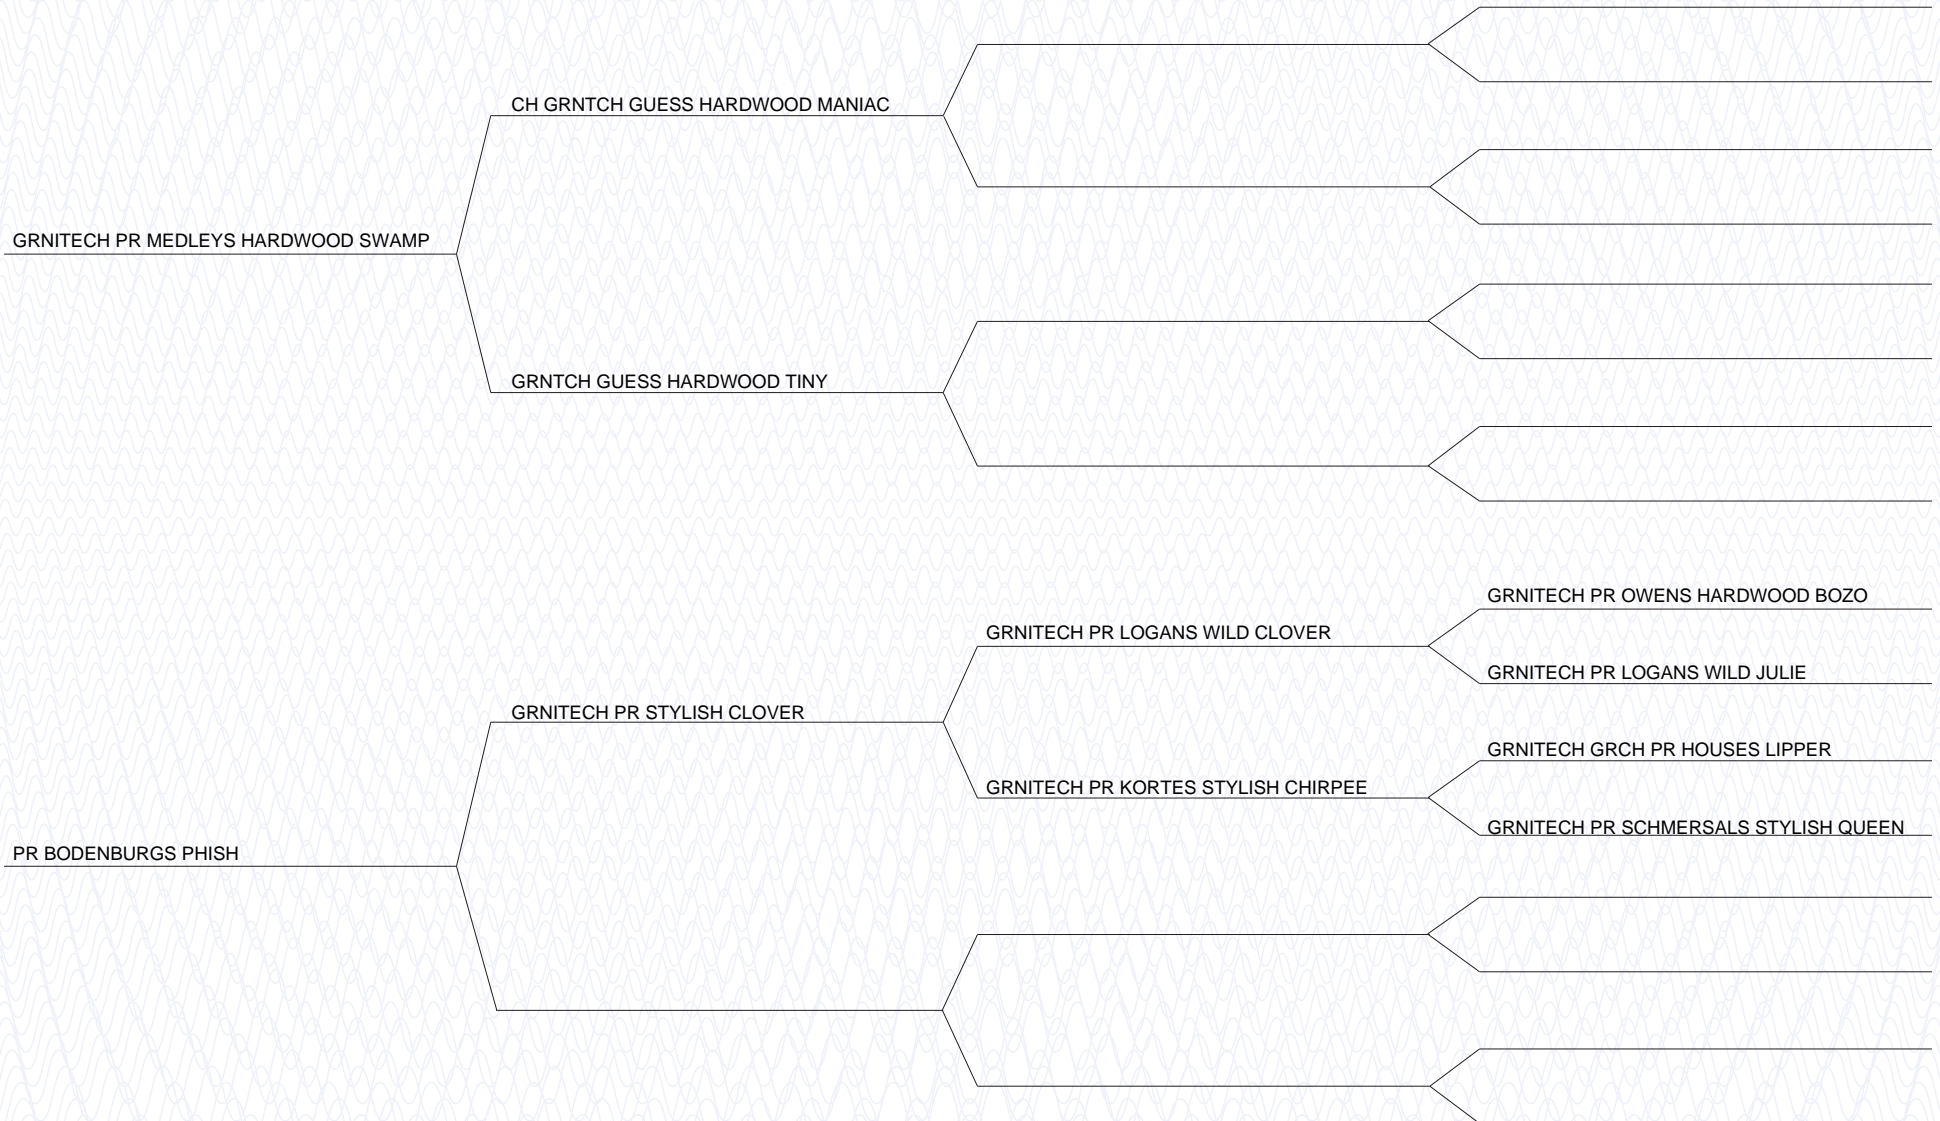 CH GRNTCH GUESS HARDWOOD MANIAC
GRNITECH PR MEDLEYS HARDWOOD SWAMP
GRNTCH GUESS HARDWOOD TINY
GRNITECH PR OWENS HARDWOOD BOZO
GRNITECH PR LOGANS WILD CLOVER
GRNITECH PR LOGANS WILD JULIE
GRNITECH PR STYLISH CLOVER
GRNITECH GRCH PR HOUSES LIPPER
GRNITECH PR KORTES STYLISH CHIRPEE
GRNITECH PR SCHMERSALS STYLISH QUEEN
PR BODENBURGS PHISH